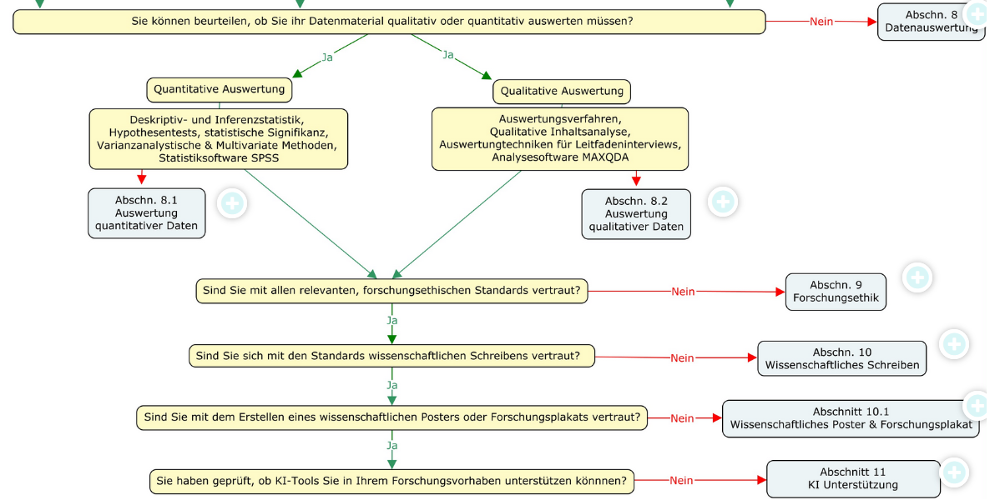 Sie können beurteilen, ob Sie ihr Datenmaterial qualitativ oder quantitativ auswerten müssen?
Nein
Abschn. 8
Datenauswertung
Ja
Ja
Quantitative Auswertung
Qualitative Auswertung
Deskriptiv- und Inferenzstatistik,
Hypothesentests, statistische Signifikanz,
Varianzanalystische & Multivariate Methoden,
Statistiksoftware SPSS
Auswertungsverfahren,
Qualitative Inhaltsanalyse,
Auswertungtechniken für Leitfadeninterviews,
Analysesoftware MAXQDA
Abschn. 8.1
Auswertung
quantitativer Daten
Abschn. 8.2
Auswertung
qualitativer Daten
Sind Sie mit allen relevanten, forschungsethischen Standards vertraut?
Nein
Abschn. 9
Forschungsethik
Ja
Sind Sie sich mit den Standards wissenschaftlichen Schreibens vertraut?
Nein
Abschn. 10
Wissenschaftliches Schreiben
Ja
Sind Sie mit dem Erstellen eines wissenschaftlichen Posters oder Forschungsplakats vertraut?
Nein
Abschnitt 10.1
Wissenschaftliches Poster & Forschungsplakat
Ja
Sie haben geprüft, ob KI-Tools Sie in Ihrem Forschungsvorhaben unterstützen könnnen?
Nein
Abschnitt 11
KI Unterstützung